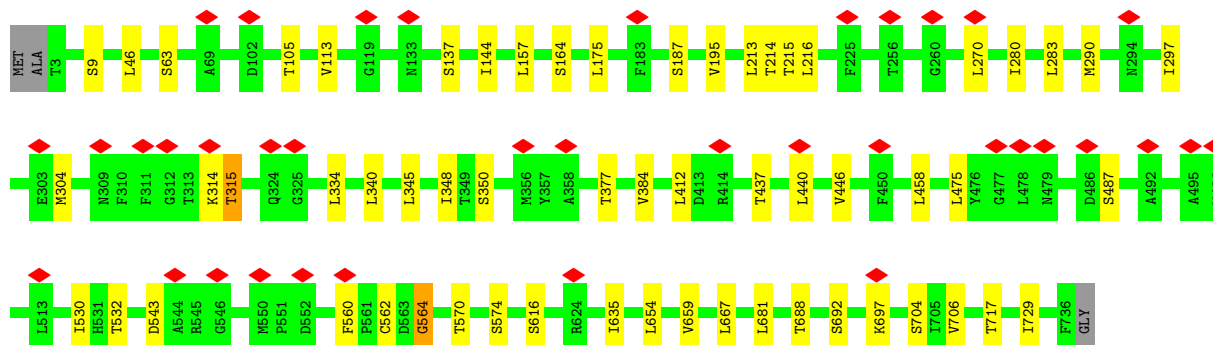 MET ALA T3 S9 L46 S63 A69 D102 T105 V113 G119 N133 S137 I144 L157 S164 L175 F183 S187 V195 L213 T214 T215 L216 F225 T256 G260 L270 I280 L283 M290 N294 I297
E303 M304 N309 F310 F311 G312 T313 K314 T315 Q324 G325 L334 L340 L345 I348 T349 S350 M356 Y357 A358 T377 V384 L412 D413 R414 T437 L440 V446 F450 L458 L475 Y476 G477 L478 N479 D486 S487 A492 A495
L513 I530 H531 T532 D543 A544 R545 G546 M550 P551 D552 F560 P561 C562 D563 G564 T570 S574 S616 R624 I635 L654 V659 L667 L681 T688 S692 K697 S704 I705 V706 T717 I729 F736 GLY